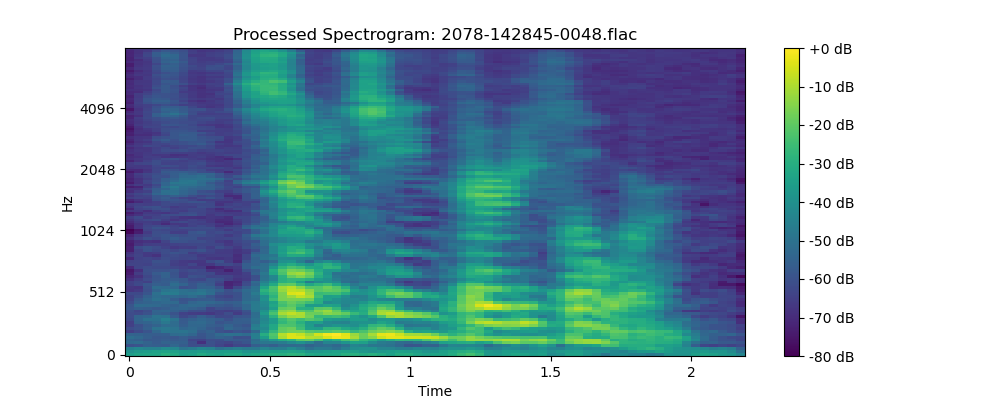 Processed Spectrogram: 2078-142845-0048.flac
Hz
4096
2048
1024
512
0
0
0.5
1
1.5
2
Time
+0 dB
-10 dB
-20 dB
-30 dB
-40 dB
-50 dB
-60 dB
-70 dB
-80 dB